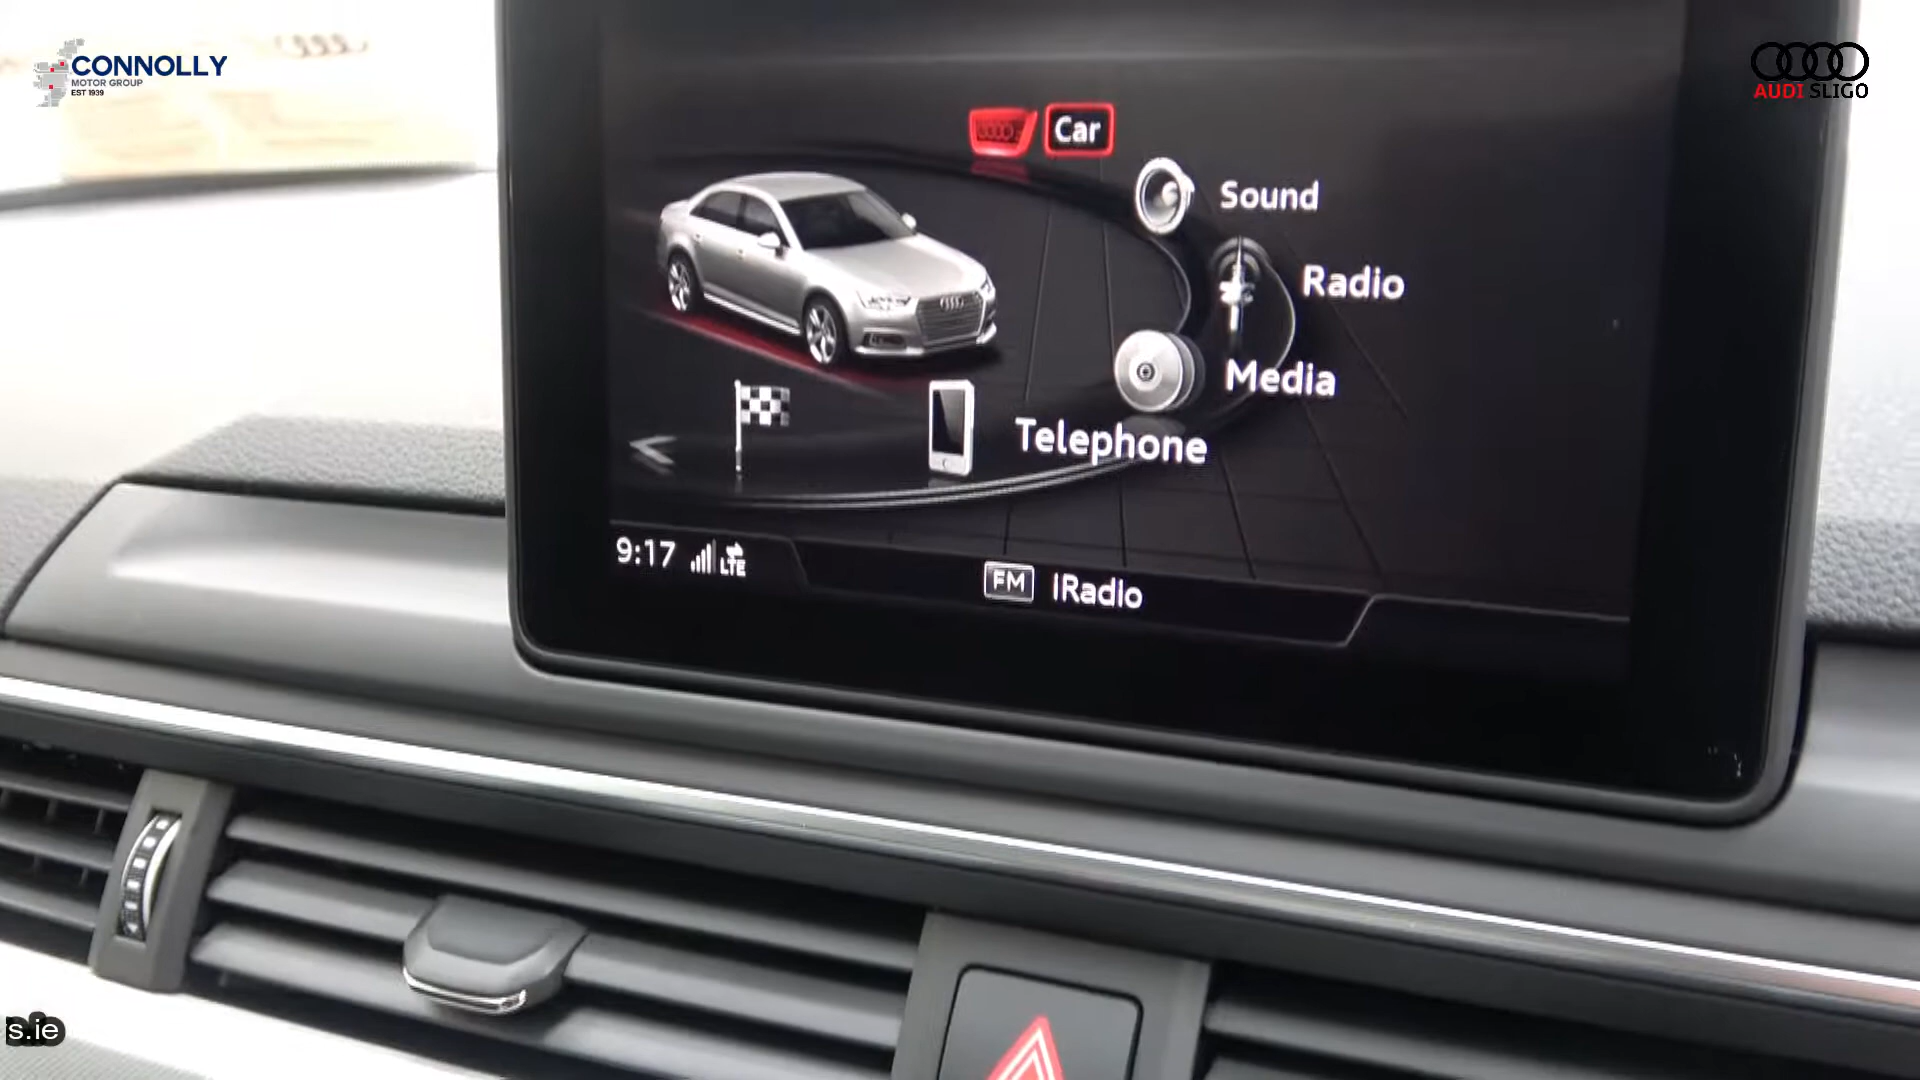 CONNOLLY
MOTOR GROUP
EST 1939
AUDI SLIGO
Car
Sound
Radio
Media
Telephone
9:17 LTE
FM iRadio
s.ie